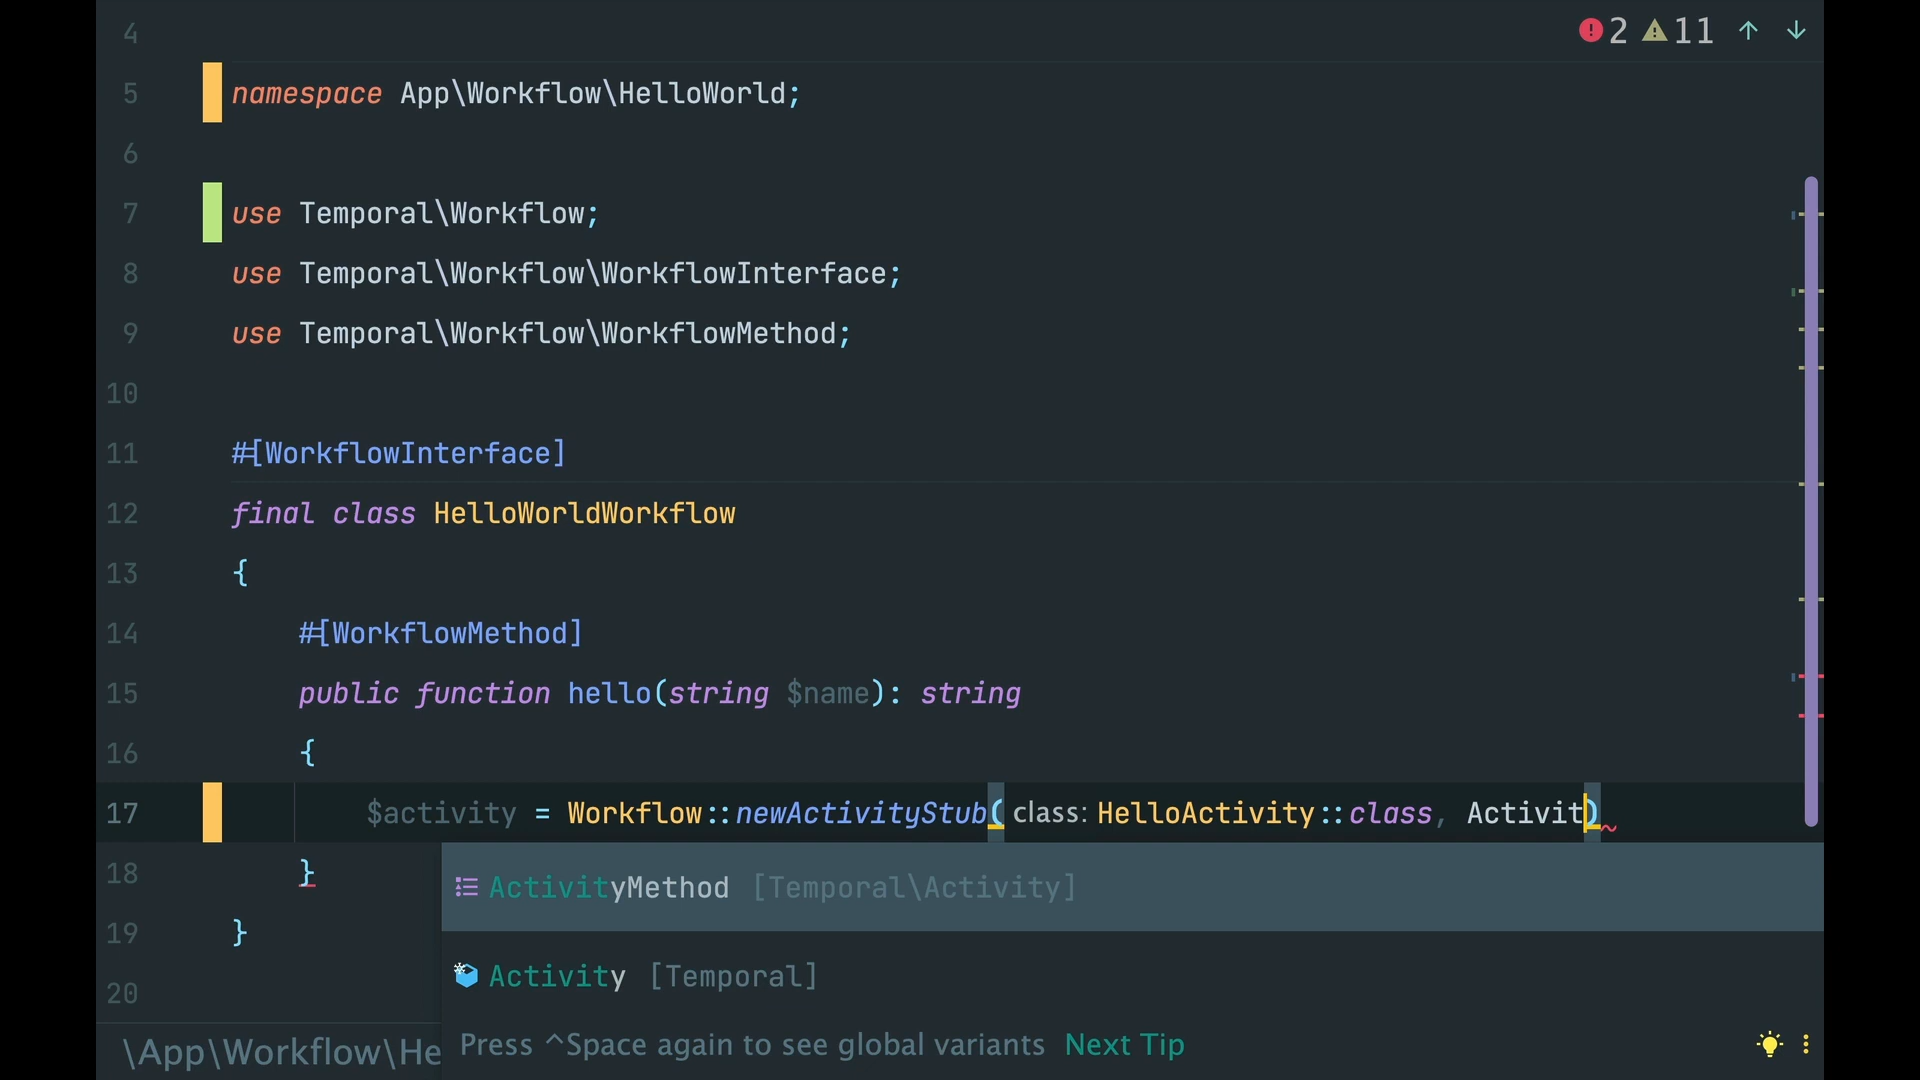 4
2 11
5 namespace App\Workflow\HelloWorld;
6
7 use Temporal\Workflow;
8 use Temporal\Workflow\WorkflowInterface;
9 use Temporal\Workflow\WorkflowMethod;
10
11 #[WorkflowInterface]
12 final class HelloWorldWorkflow
13 {
14 #[WorkflowMethod]
15 public function hello(string $name): string
16 {
17 $activity = Workflow::newActivityStub( class: HelloActivity::class, Activit)
18 }
ActivityMethod [Temporal\Activity]
19 }
Activity [Temporal]
20
\App\Workflow\He
Press ^Space again to see global variants Next Tip